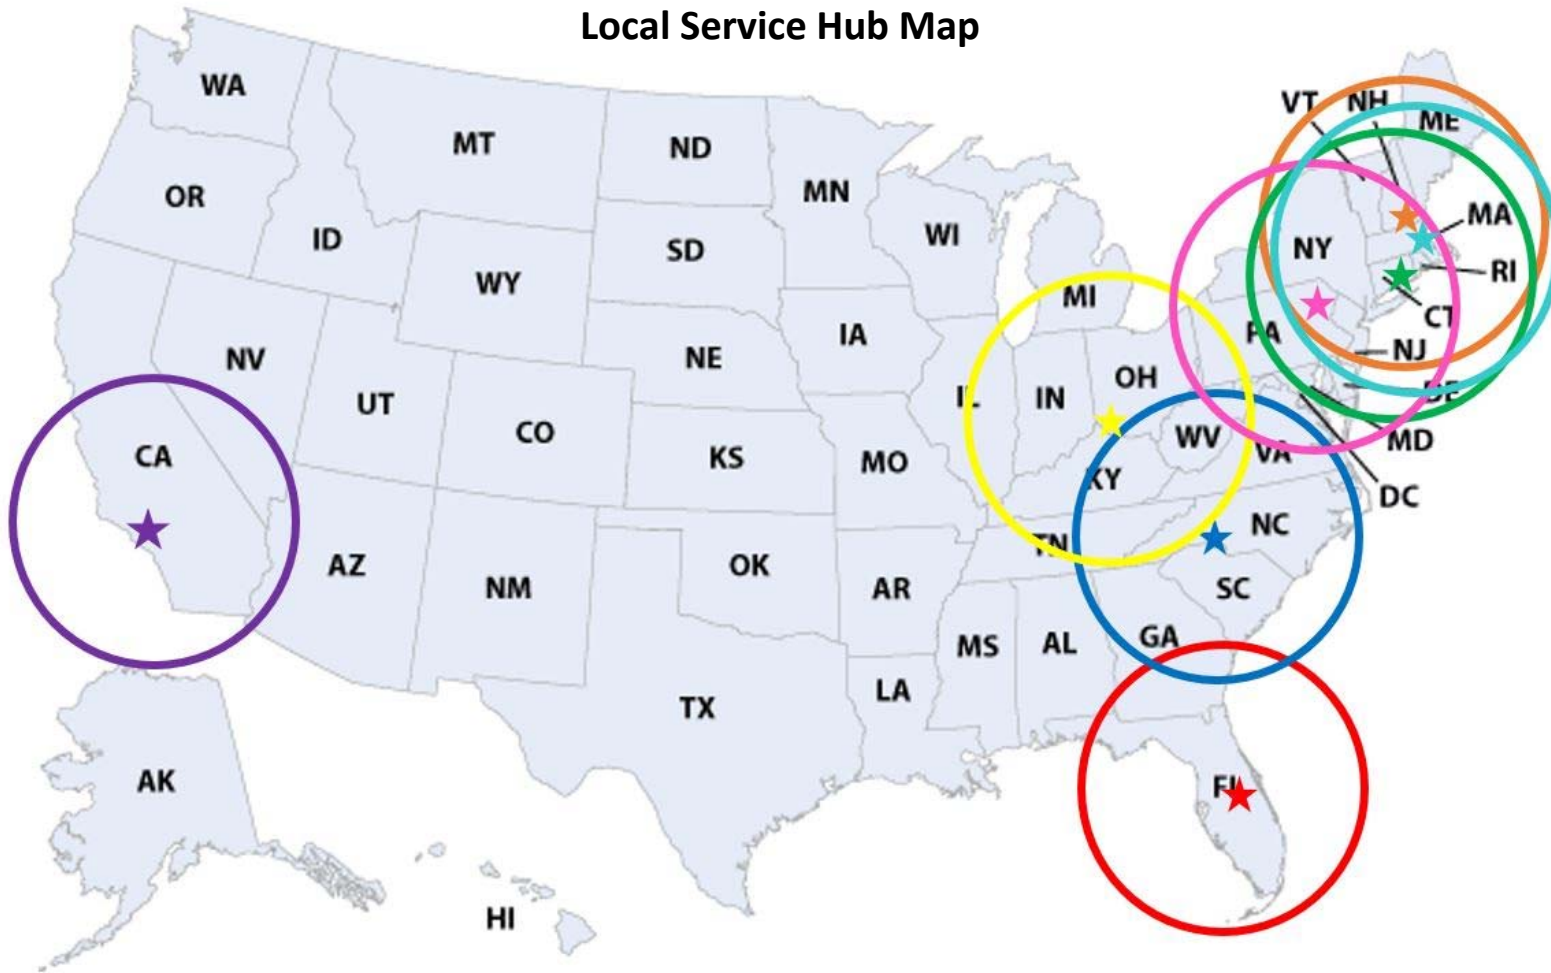 Local Service Hub Map
WA
MT
ND
MN
VT
NH
ME
OR
ID
SD
WI
MA
WY
NY
RI
MI
CT
IA
PA
NV
NE
NJ
UT
OH
IL
IN
DE
CO
CA
KS
MO
WV
VA
MD
KY
DC
AZ
NM
OK
AR
TN
NC
SC
MS
AL
GA
TX
LA
AK
FL
HI